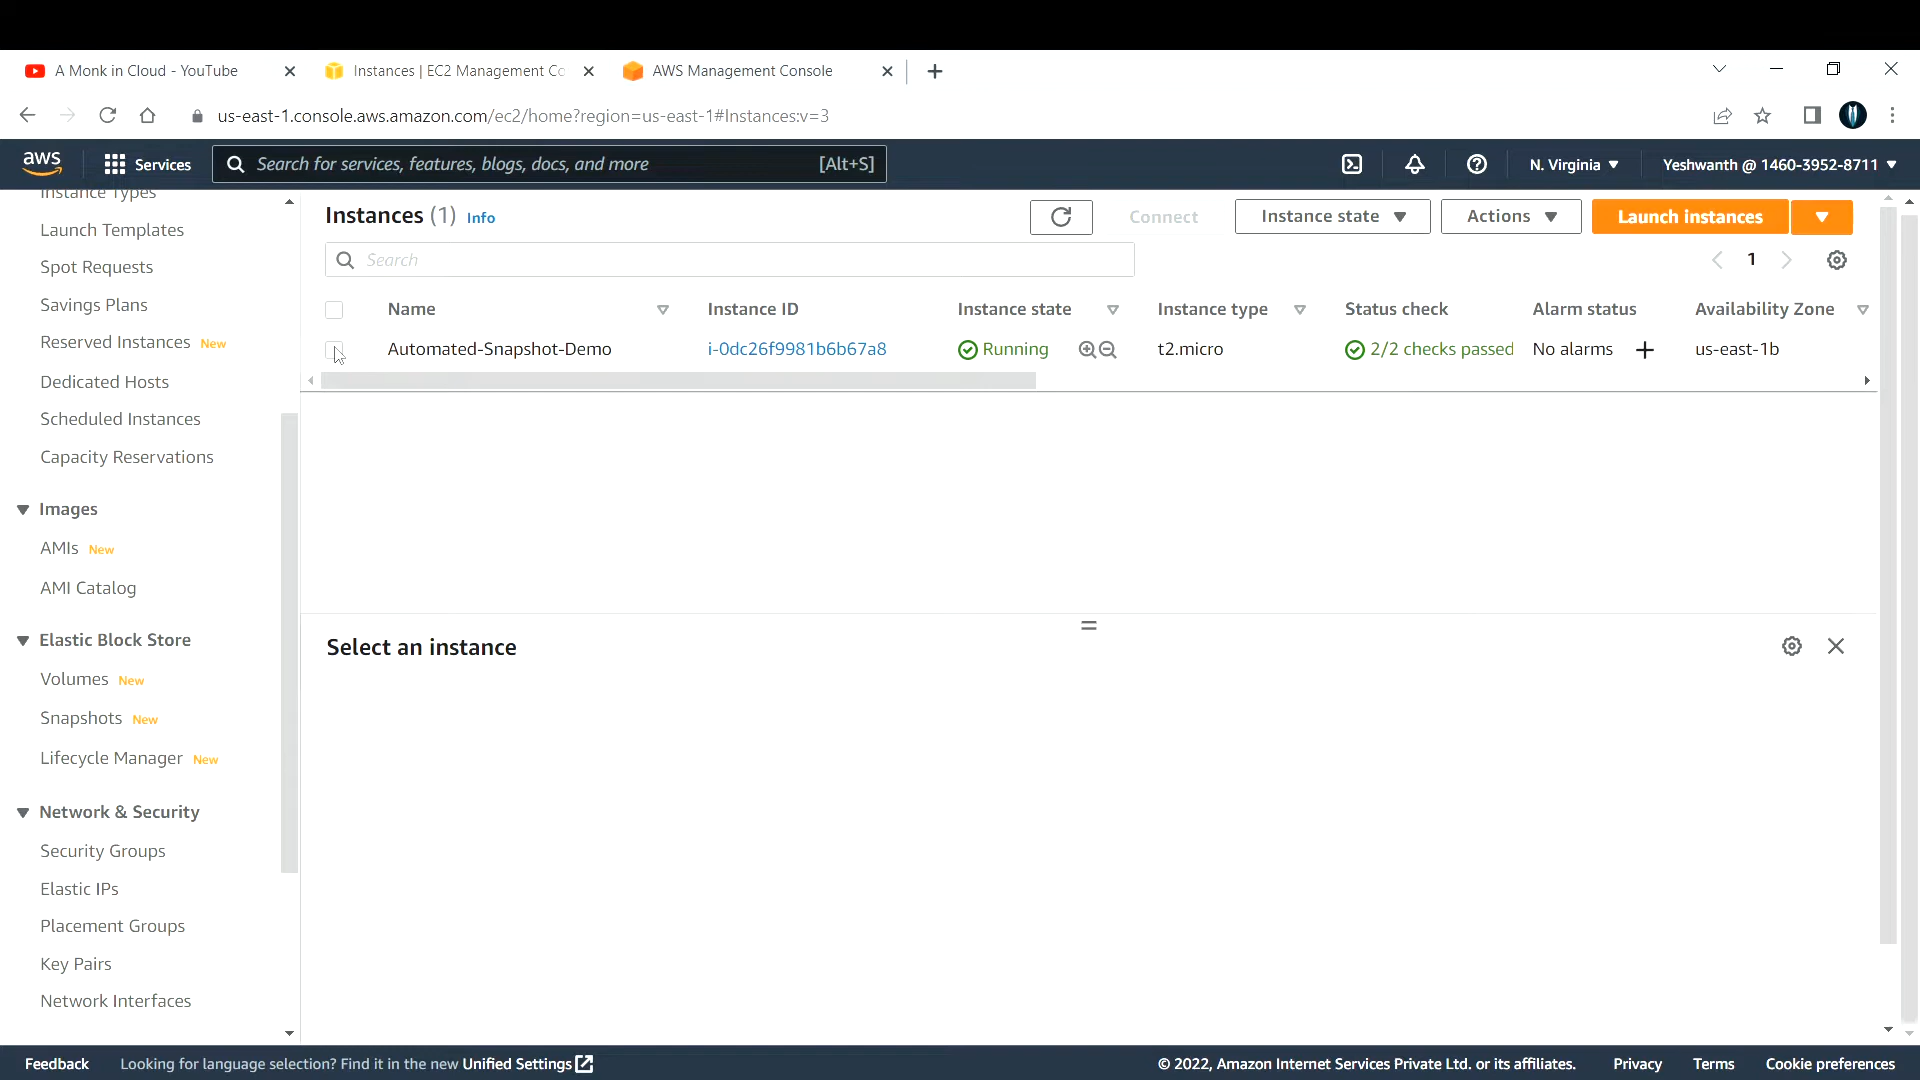 A Monk in Cloud - YouTube
Instances | EC2 Management Co
AWS Management Console
us-east-1.console.aws.amazon.com/ec2/home?region=us-east-1#Instances:v=3
aws
Services
Search for services, features, blogs, docs, and more
[Alt+S]
N. Virginia
Yeshwanth @ 1460-3952-8711
Instance Types
Launch Templates
Spot Requests
Savings Plans
Reserved Instances New
Dedicated Hosts
Scheduled Instances
Capacity Reservations
Images
AMIs New
AMI Catalog
Elastic Block Store
Volumes New
Snapshots New
Lifecycle Manager New
Network & Security
Security Groups
Elastic IPs
Placement Groups
Key Pairs
Network Interfaces
Instances (1) Info
Connect
Instance state
Actions
Launch instances
Search
1
Name Instance ID Instance state Instance type Status check Alarm status Availability Zone
Automated-Snapshot-Demo i-0dc26f9981b6b67a8 Running t2.micro 2/2 checks passed No alarms us-east-1b
Select an instance
Feedback
Looking for language selection? Find it in the new Unified Settings
© 2022, Amazon Internet Services Private Ltd. or its affiliates.
Privacy
Terms
Cookie preferences